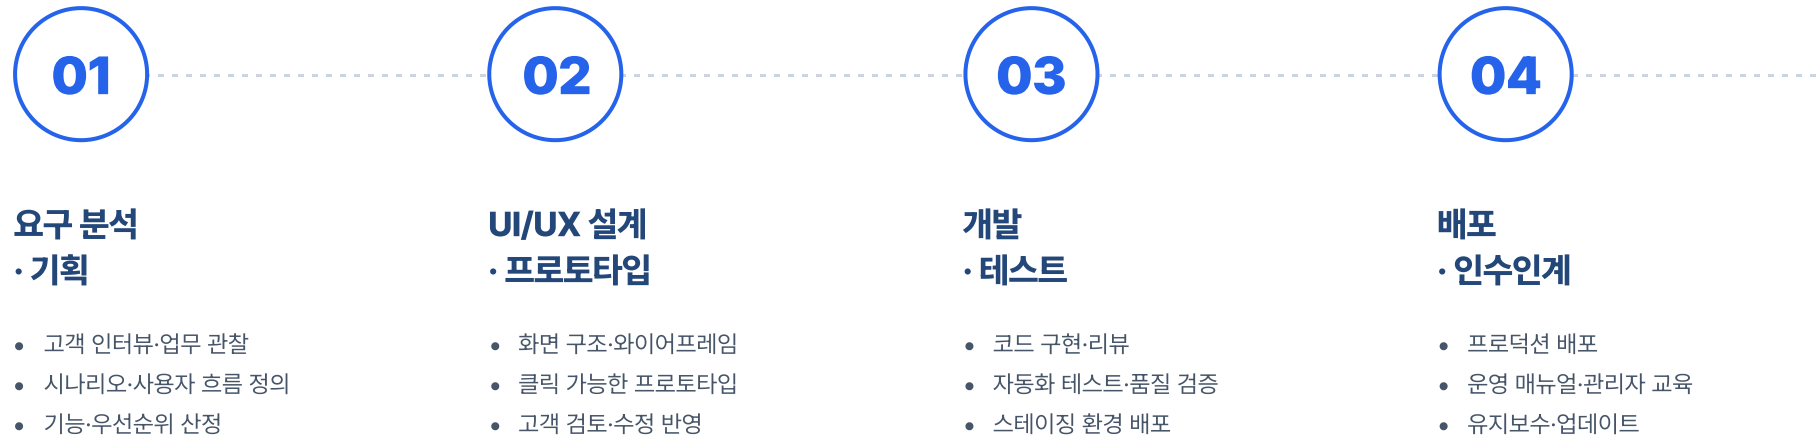 01
요구 분석
· 기획
• 고객 인터뷰·업무 관찰
• 시나리오·사용자 흐름 정의
• 기능·우선순위 산정
02
UI/UX 설계
· 프로토타입
• 화면 구조·와이어프레임
• 클릭 가능한 프로토타입
• 고객 검토·수정 반영
03
개발
· 테스트
• 코드 구현·리뷰
• 자동화 테스트·품질 검증
• 스테이징 환경 배포
04
배포
· 인수인계
• 프로덕션 배포
• 운영 매뉴얼·관리자 교육
• 유지보수·업데이트